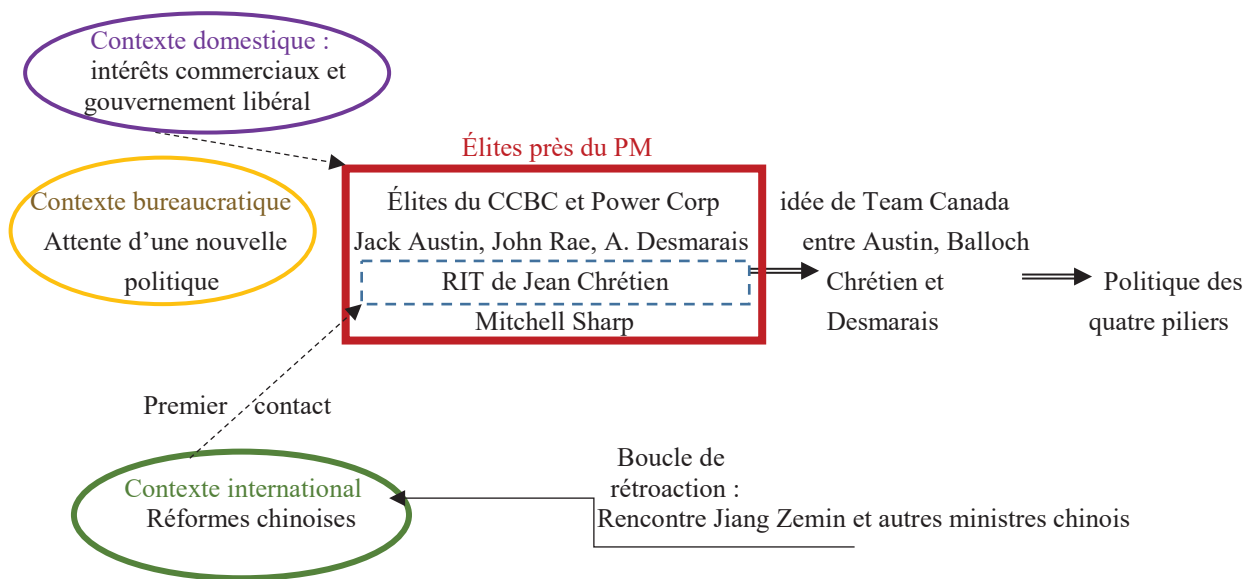 Contexte domestique :
intérêts commerciaux et
gouvernement libéral
Élites près du PM
Contexte bureaucratique
Attente d'une nouvelle
politique
Élites du CCBC et Power Corp
Jack Austin, John Rae, A. Desmarais
RIT de Jean Chrétien
Mitchell Sharp
idée de Team Canada
entre Austin, Balloch
Chrétien et
Desmarais
Politique des
quatre piliers
Premier contact
Contexte international
Réformes chinoises
Boucle de
rétroaction :
Rencontre Jiang Zemin et autres ministres chinois